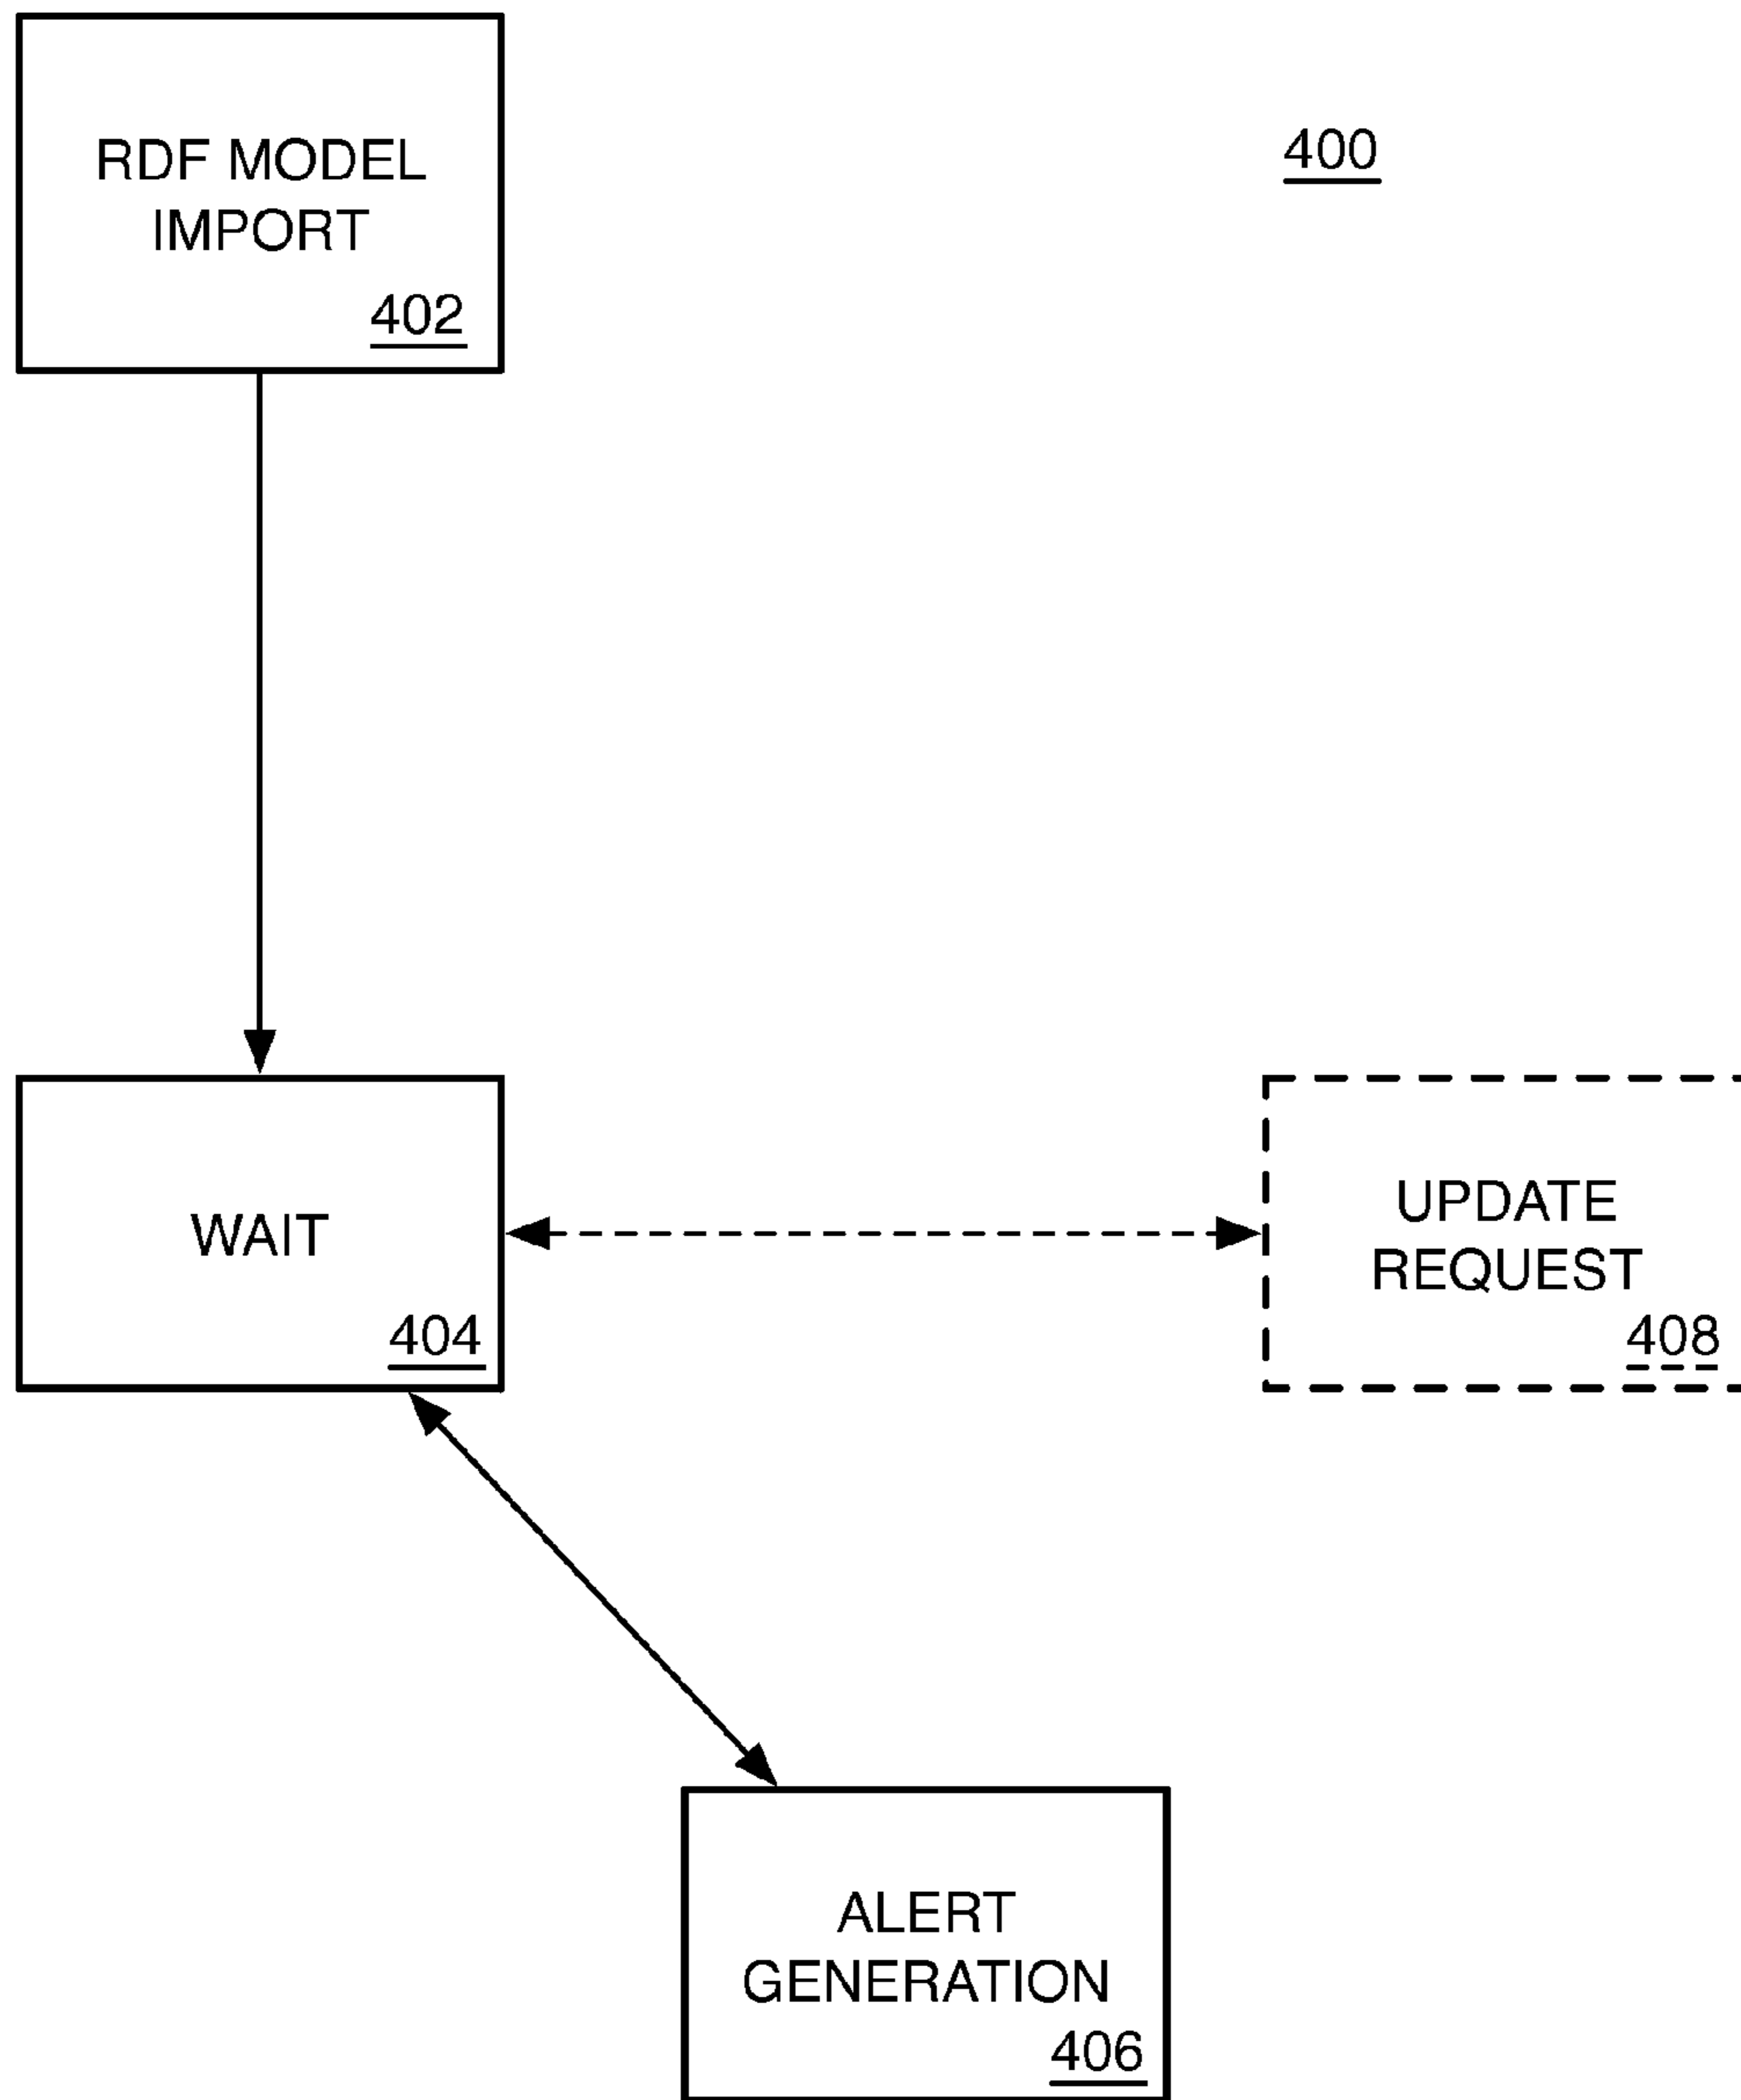 RDF MODEL
IMPORT
402
400
WAIT
404
UPDATE
REQUEST
408
ALERT
GENERATION
406